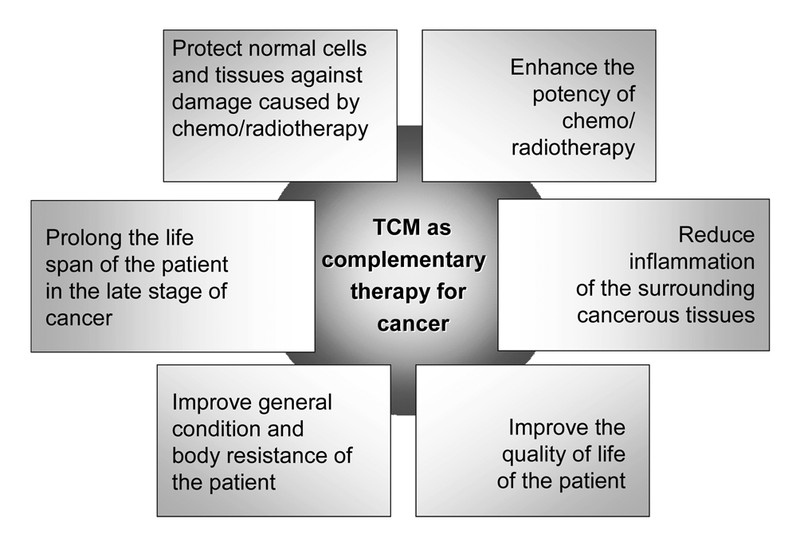 Protect normal cells
and tissues against
damage caused by
chemo/radiotherapy
Enhance the
potency of
chemo/
radiotherapy
Prolong the life
span of the patient
in the late stage of
cancer
TCM as
complementary
therapy for
cancer
Reduce
inflammation
of the surrounding
cancerous tissues
Improve general
condition and
body resistance of
the patient
Improve the
quality of life
of the patient